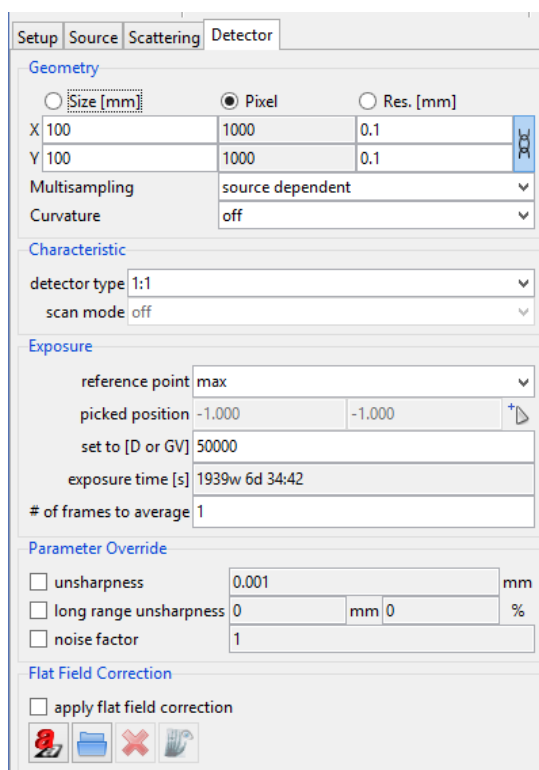 Setup Source Scattering Detector
Geometry
Size [mm] Pixel Res. [mm]
X 100 1000 0.1
Y 100 1000 0.1
Multisampling source dependent
Curvature off
Characteristic
detector type 1:1
scan mode off
Exposure
reference point max
picked position -1.000 -1.000
set to [D or GV] 50000
exposure time [s] 1939w 6d 34:42
# of frames to average 1
Parameter Override
unsharpness 0.001 mm
long range unsharpness 0 mm 0 %
noise factor 1
Flat Field Correction
apply flat field correction
a